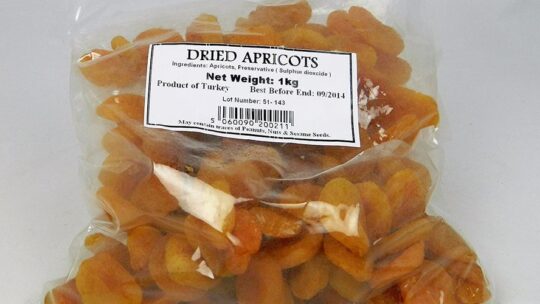 DRIED APRICOTS
Ingredients: Apricots, Preservative ( Sulphur dioxcide )
Net Weight: 1kg
Product of Turkey Best Before End: 09/2014
Lot Number: 51- 143
5 060090 200211
May contain traces of Peanuts, Nuts & Sesame Seeds.